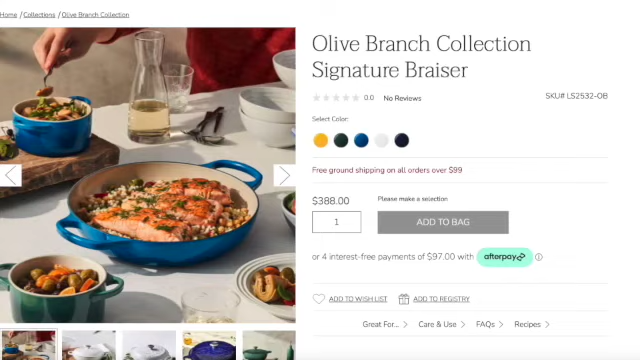 Home / Collections / Olive Branch Collection
Olive Branch Collection
Signature Braiser
0.0 No Reviews
SKU# LS2532-OB
Select Color:
Free ground shipping on all orders over $99
$388.00
Please make a selection
1
ADD TO BAG
or 4 interest-free payments of $97.00 with afterpay
ADD TO WISH LIST
ADD TO REGISTRY
Great For...
Care & Use
FAQs
Recipes